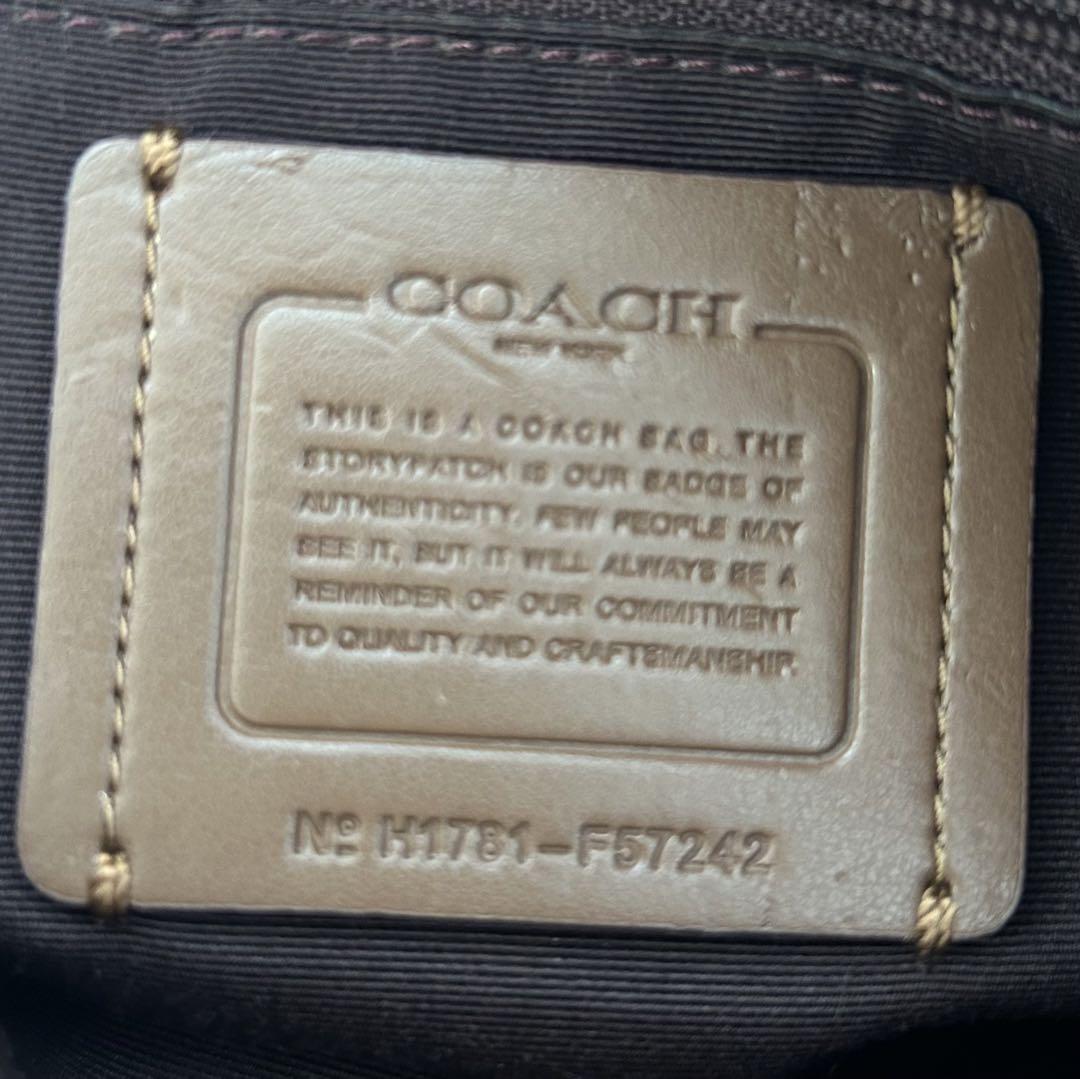 COACH
NEW YORK
THIS IS A COACH BAG. THE
STORYPATCH IS OUR BADGE OF
AUTHENTICITY. FEW PEOPLE MAY
SEE IT, BUT IT WILL ALWAYS BE A
REMINDER OF OUR COMMITMENT
TO QUALITY AND CRAFTSMANSHIP.
Nº H1781-F57242